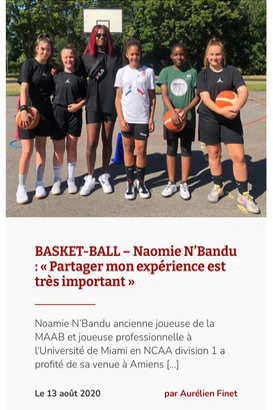 BASKET-BALL – Naomie N’Bandu
: « Partager mon expérience est
très important »
Naomie N’Bandu ancienne joueuse de la
MAAB et joueuse professionnelle à
l’Université de Miami en NCAA division 1 a
profité de sa venue à Amiens [...]
Le 13 août 2020 par Aurélien Finet